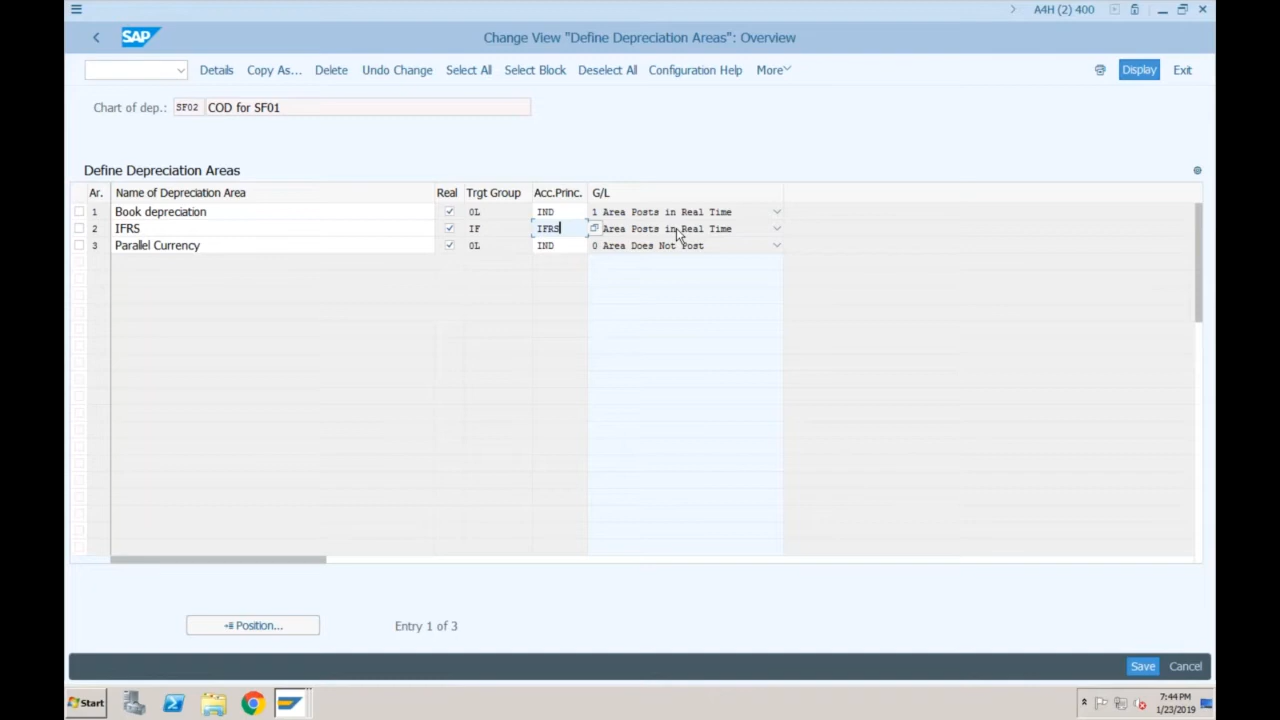 A4H (2) 400
SAP
Change View "Define Depreciation Areas": Overview
Details Copy As... Delete Undo Change Select All Select Block Deselect All Configuration Help More Display Exit
Chart of dep.: SF02 COD for SF01
Define Depreciation Areas
Ar. Name of Depreciation Area Real Trgt Group Acc.Princ. G/L
1 Book depreciation 0L IND 1 Area Posts in Real Time
2 IFRS IF IFRS Area Posts in Real Time
3 Parallel Currency 0L IND 0 Area Does Not Post
Position...
Entry 1 of 3
Save Cancel
Start
7:44 PM
1/23/2019